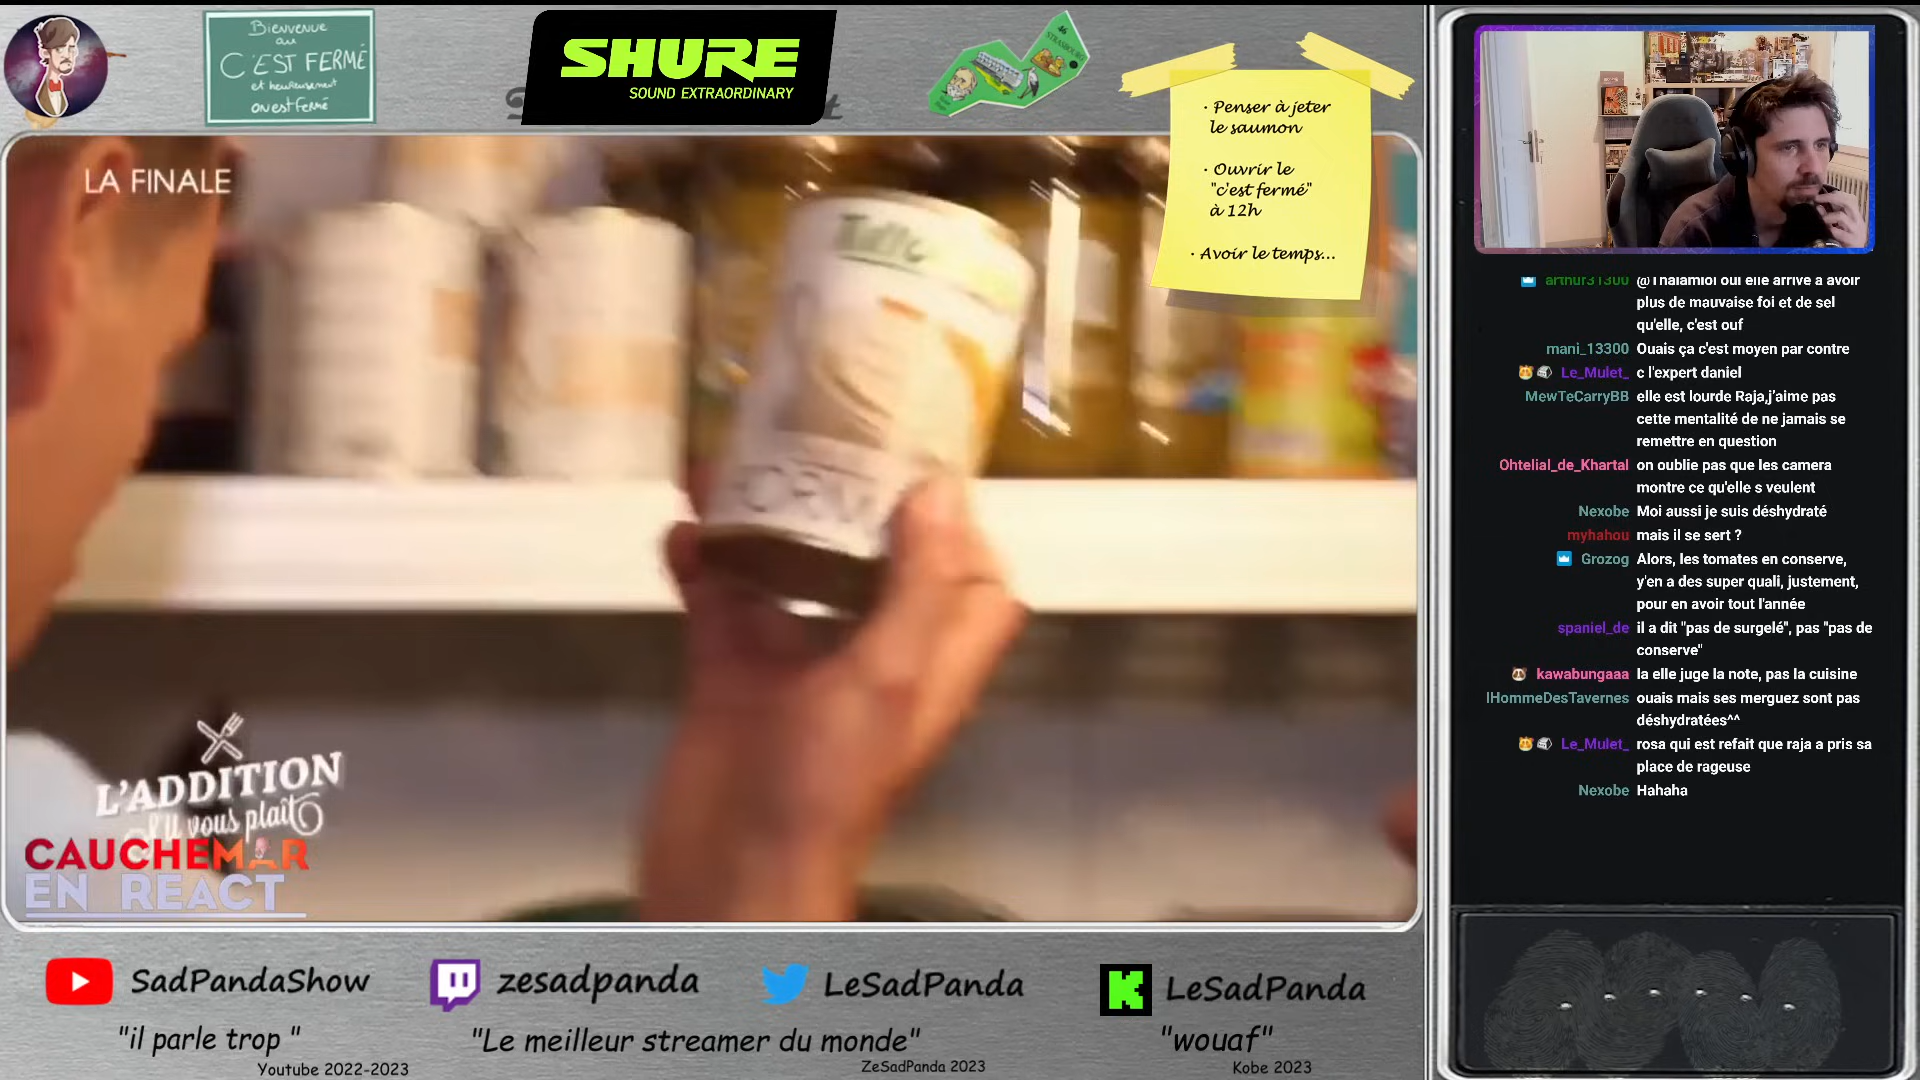 Bienvenue
au
C'EST FERMÉ
et heureusement
on est fermé
SHURE
SOUND EXTRAORDINARY
STRASBOURG
· Penser à jeter
le saumon
· Ouvrir le
"c'est fermé"
à 12h
· Avoir le temps...
LA FINALE
L'ADDITION
s'il vous plaît
CAUCHEMAR
EN REACT
arthur31300 @Thalamiol oui elle arrive à avoir
plus de mauvaise foi et de sel
qu'elle, c'est ouf
mani_13300 Ouais ça c'est moyen par contre
Le_Mulet_ c l'expert daniel
MewTeCarryBB elle est lourde Raja,j'aime pas
cette mentalité de ne jamais se
remettre en question
Ohtelial_de_Khartal on oublie pas que les camera
montre ce qu'elle s veulent
Nexobe Moi aussi je suis déshydraté
myhahou mais il se sert ?
Grozog Alors, les tomates en conserve,
y'en a des super quali, justement,
pour en avoir tout l'année
spaniel_de il a dit "pas de surgelé", pas "pas de
conserve"
kawabungaaa la elle juge la note, pas la cuisine
lHommeDesTavernes ouais mais ses merguez sont pas
déshydratées^^
Le_Mulet_ rosa qui est refait que raja a pris sa
place de rageuse
Nexobe Hahaha
SadPandaShow
"il parle trop "
Youtube 2022-2023
zesadpanda
"Le meilleur streamer du monde"
ZeSadPanda 2023
LeSadPanda
LeSadPanda
"wouaf"
Kobe 2023